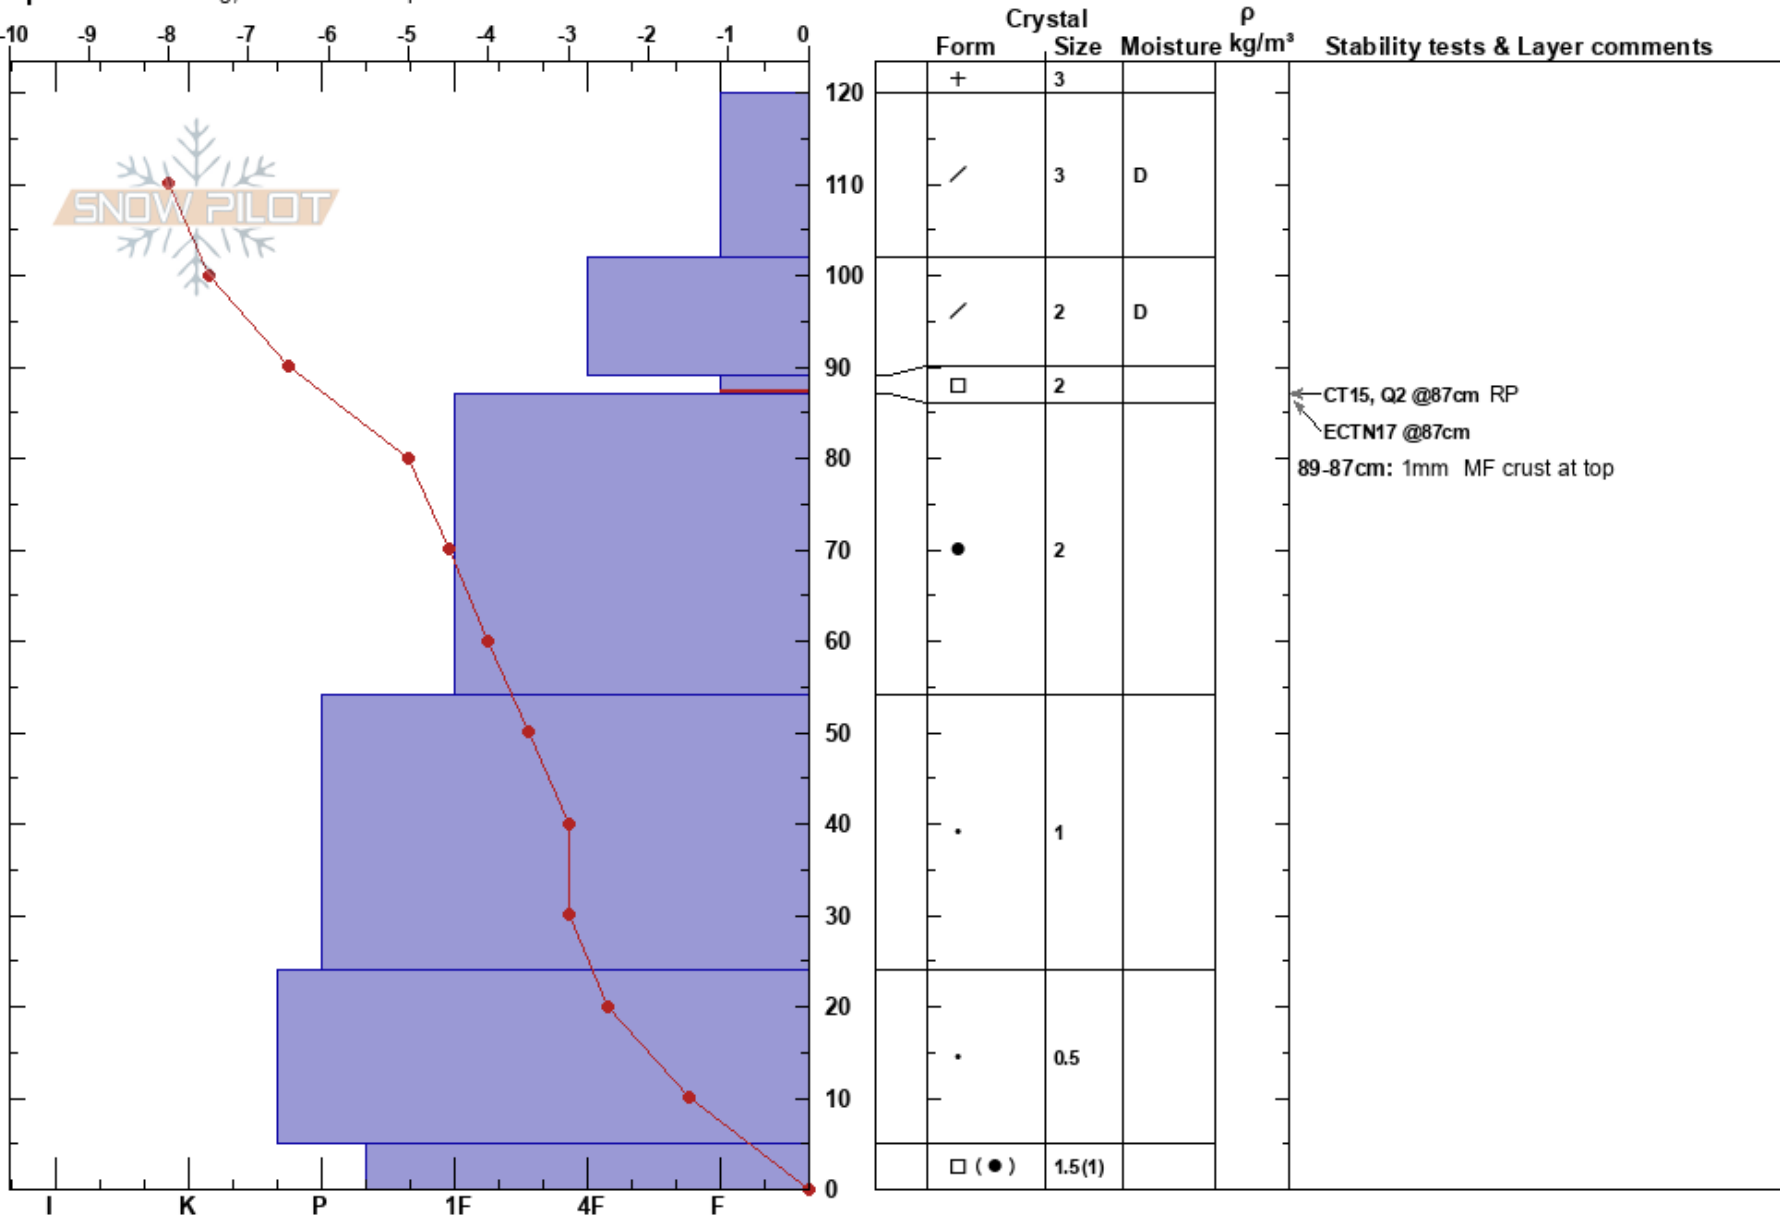 Crystal ρ
-10 -9 -8 -7 -6 -5 -4 -3 -2 -1 0 Form Size Moisture kg/m³ Stability tests & Layer comments
+ 3
120
SNOW PILOT
110 3 D
100
2 D
90
2
CT15, Q2 @87cm RP
ECTN17 @87cm
80
89-87cm: 1mm MF crust at top
70 2
60
50
40
1
30
20
0.5
10
( ) 1.5(1)
0
I K P 1F 4F F